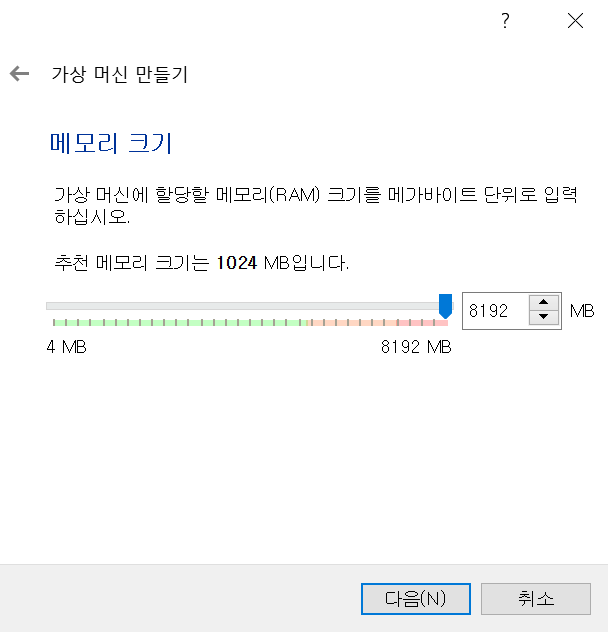 ?
가상 머신 만들기
메모리 크기
가상 머신에 할당할 메모리(RAM) 크기를 메가바이트 단위로 입력
하십시오.
추천 메모리 크기는 1024 MB입니다.
8192 MB
4 MB 8192 MB
다음(N) 취소